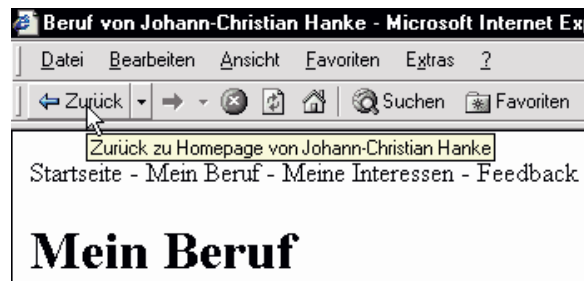 Beruf von Johann-Christian Hanke - Microsoft Internet Ex
Datei Bearbeiten Ansicht Favoriten Extras ?
Zurück Suchen Favoriten
Zurück zu Homepage von Johann-Christian Hanke
Startseite - Mein Beruf - Meine Interessen - Feedback
Mein Beruf